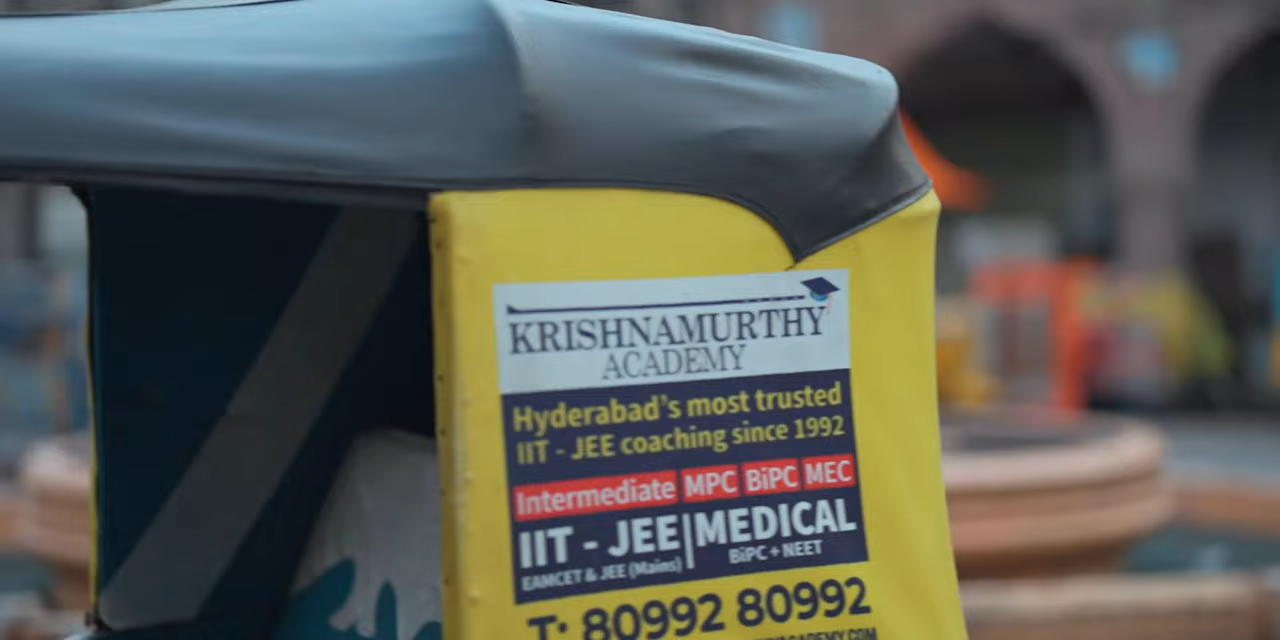 KRISHNAMURTHY
ACADEMY
Hyderabad's most trusted
IIT - JEE coaching since 1992
Intermediate MPC BiPC MEC
IIT - JEE|MEDICAL
EAMCET & JEE (Mains) BiPC + NEET
T: 80992 80992